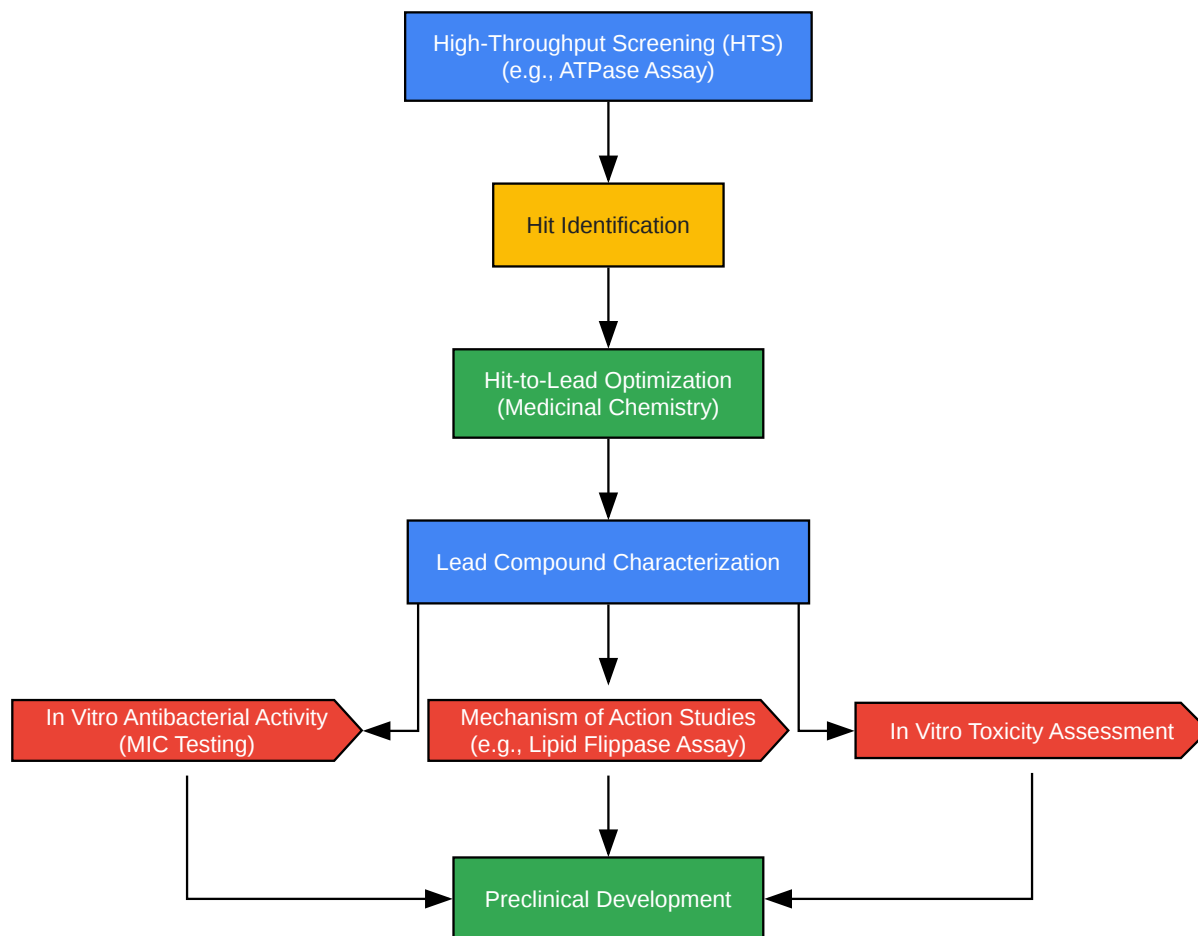 High-Throughput Screening (HTS)
(e.g., ATPase Assay)
Hit Identification
Hit-to-Lead Optimization
(Medicinal Chemistry)
Lead Compound Characterization
In Vitro Antibacterial Activity
(MIC Testing)
Mechanism of Action Studies
(e.g., Lipid Flippase Assay)
In Vitro Toxicity Assessment
Preclinical Development